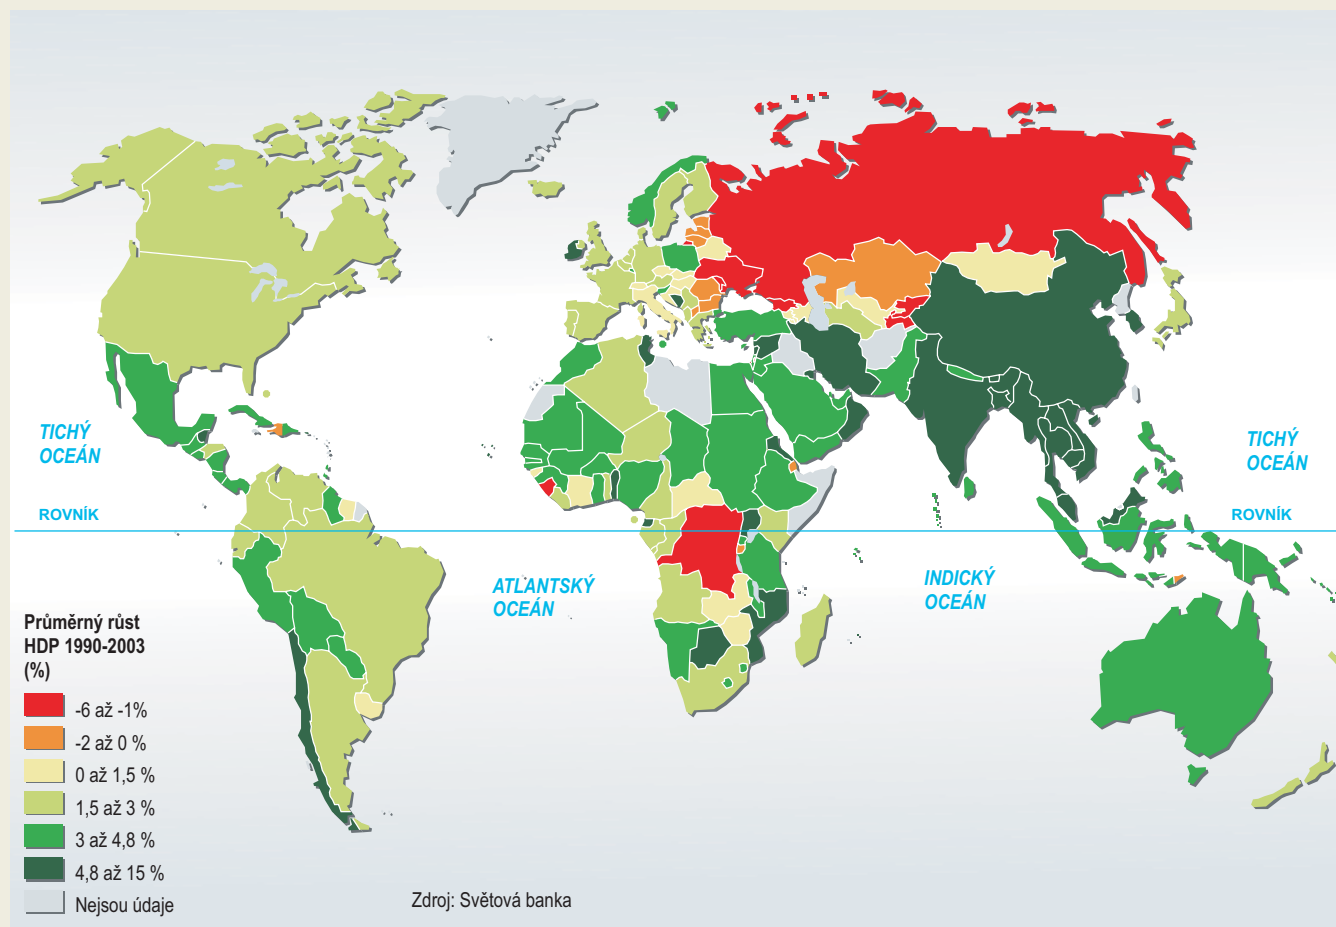 TICHÝ
OCEÁN
ROVNÍK
ATLANTSKÝ
OCEÁN
INDICKÝ
OCEÁN
TICHÝ
OCEÁN
ROVNÍK
Průměrný růst
HDP 1990-2003
(%)
-6 až -1%
-2 až 0 %
0 až 1,5 %
1,5 až 3 %
3 až 4,8 %
4,8 až 15 %
Nejsou údaje
Zdroj: Světová banka